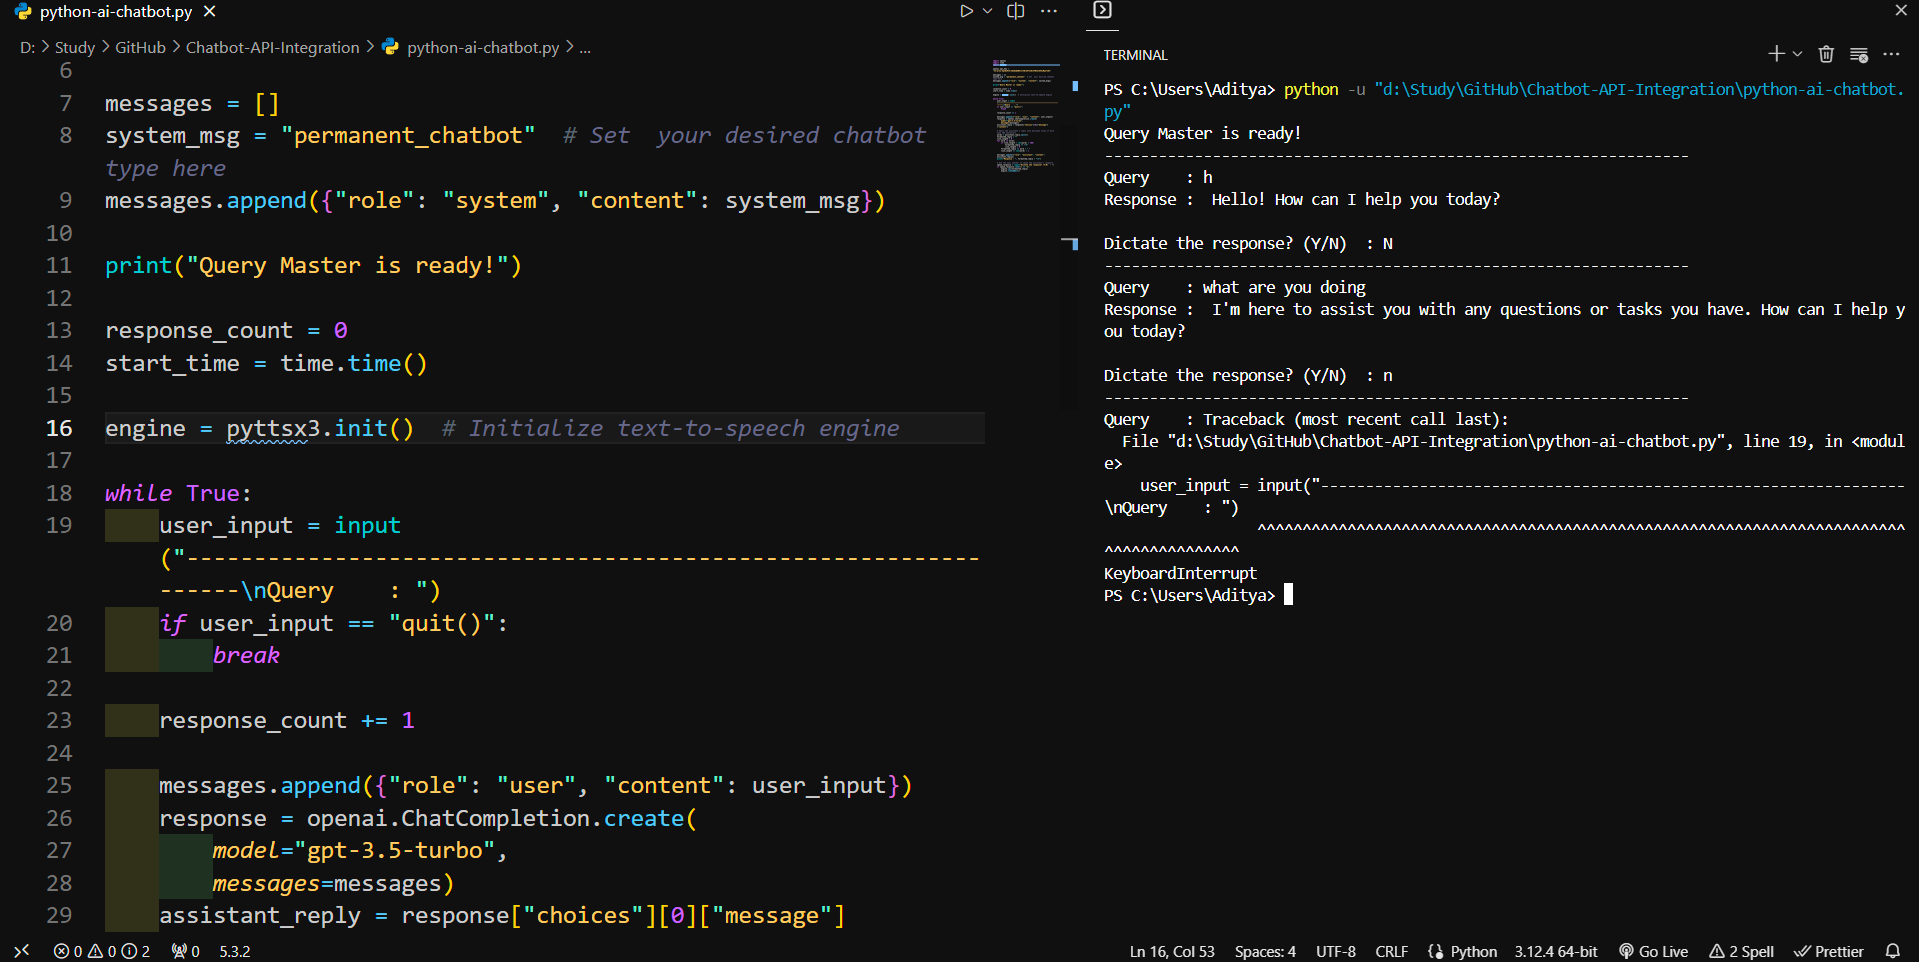 python-ai-chatbot.py
D: > Study > GitHub > Chatbot-API-Integration > python-ai-chatbot.py > ...
6
7 messages = []
8 system_msg = "permanent_chatbot"  # Set  your desired chatbot
type here
9 messages.append({"role": "system", "content": system_msg})
10
11 print("Query Master is ready!")
12
13 response_count = 0
14 start_time = time.time()
15
16 engine = pyttsx3.init()  # Initialize text-to-speech engine
17
18 while True:
19     user_input = input
("-----------------------------------------------------------
------\nQuery    : ")
20     if user_input == "quit()":
21         break
22
23     response_count += 1
24
25     messages.append({"role": "user", "content": user_input})
26     response = openai.ChatCompletion.create(
27         model="gpt-3.5-turbo",
28         messages=messages)
29     assistant_reply = response["choices"][0]["message"]
TERMINAL
PS C:\Users\Aditya> python -u "d:\Study\GitHub\Chatbot-API-Integration\python-ai-chatbot.
py"
Query Master is ready!
-----------------------------------------------------------------
Query    : h
Response :  Hello! How can I help you today?
Dictate the response? (Y/N)  : N
-----------------------------------------------------------------
Query    : what are you doing
Response :  I'm here to assist you with any questions or tasks you have. How can I help y
ou today?
Dictate the response? (Y/N)  : n
-----------------------------------------------------------------
Query    : Traceback (most recent call last):
  File "d:\Study\GitHub\Chatbot-API-Integration\python-ai-chatbot.py", line 19, in <modul
e>
    user_input = input("-----------------------------------------------------------------
\nQuery    : ")
                 ^^^^^^^^^^^^^^^^^^^^^^^^^^^^^^^^^^^^^^^^^^^^^^^^^^^^^^^^^^^^^^^^^^^^^^^^
^^^^^^^^^^^^^^^
KeyboardInterrupt
PS C:\Users\Aditya>
0 0 2 0 5.3.2 Ln 16, Col 53 Spaces: 4 UTF-8 CRLF Python 3.12.4 64-bit Go Live 2 Spell Prettier